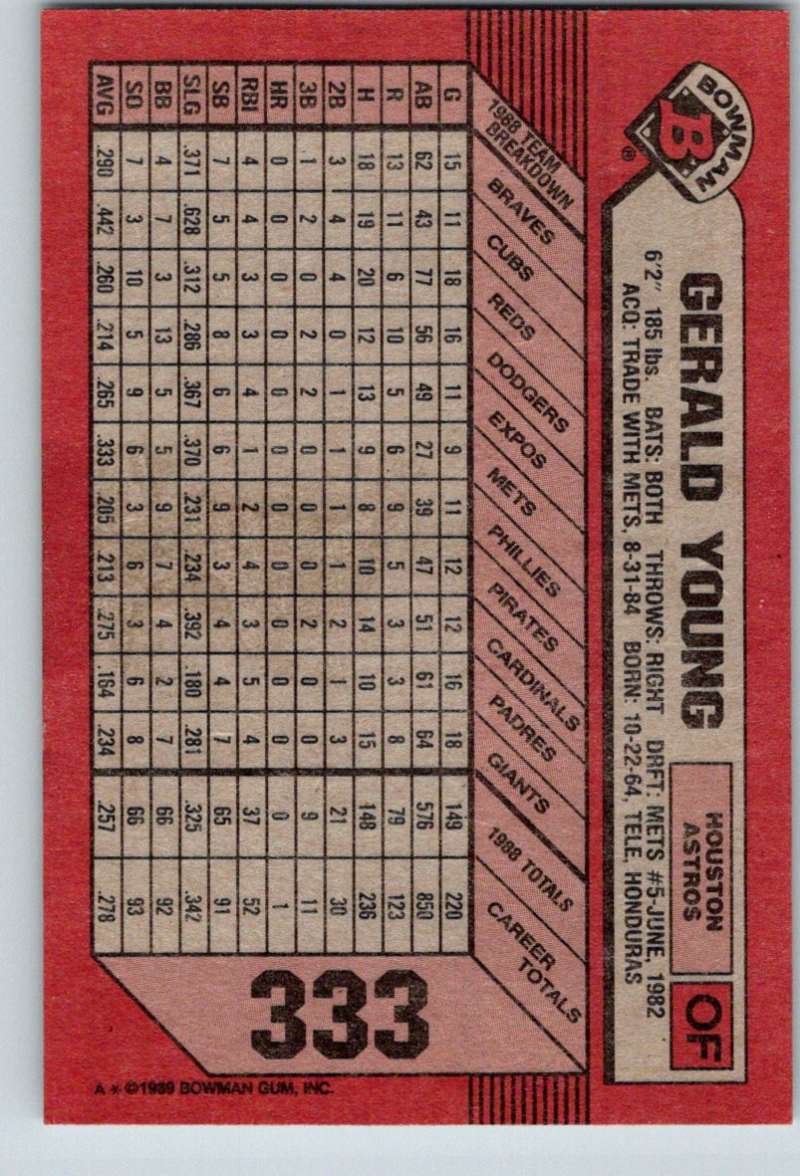 BOWMAN
B
®
GERALD YOUNG
HOUSTON
ASTROS
OF
6'2" 185 lbs. BATS: BOTH THROWS: RIGHT DRFT: METS #5-JUNE, 1982
ACQ: TRADE WITH METS, 8-31-84 BORN: 10-22-64, TELE, HONDURAS
1988 TEAM
BREAKDOWN
BRAVES
CUBS
REDS
DODGERS
EXPOS
METS
PHILLIES
PIRATES
CARDINALS
PADRES
GIANTS
1988 TOTALS
CAREER
TOTALS
G 15 11 18 16 11 9 11 12 12 16 18 149 220
AB 62 43 77 56 49 27 39 47 51 61 64 576 850
R 13 11 6 10 5 6 9 5 3 3 8 79 123
H 18 19 20 12 13 9 8 10 14 10 15 148 236
2B 3 4 4 0 1 1 1 1 2 1 3 21 30
3B 1 2 0 2 2 0 0 0 2 0 0 9 11
HR 0 0 0 0 0 0 0 0 0 0 0 0 1
RBI 4 4 3 3 4 1 2 4 3 5 4 37 52
SB 7 5 5 8 6 6 9 3 4 4 7 65 91
SLG .371 .628 .312 .286 .367 .370 .231 .234 .392 .180 .281 .325 .342
BB 4 7 3 13 5 5 9 7 4 2 7 66 92
SO 7 3 10 5 9 6 3 6 3 6 8 66 93
AVG .290 .442 .260 .214 .265 .333 .205 .213 .275 .164 .234 .257 .278
333
A * ©1989 BOWMAN GUM, INC.